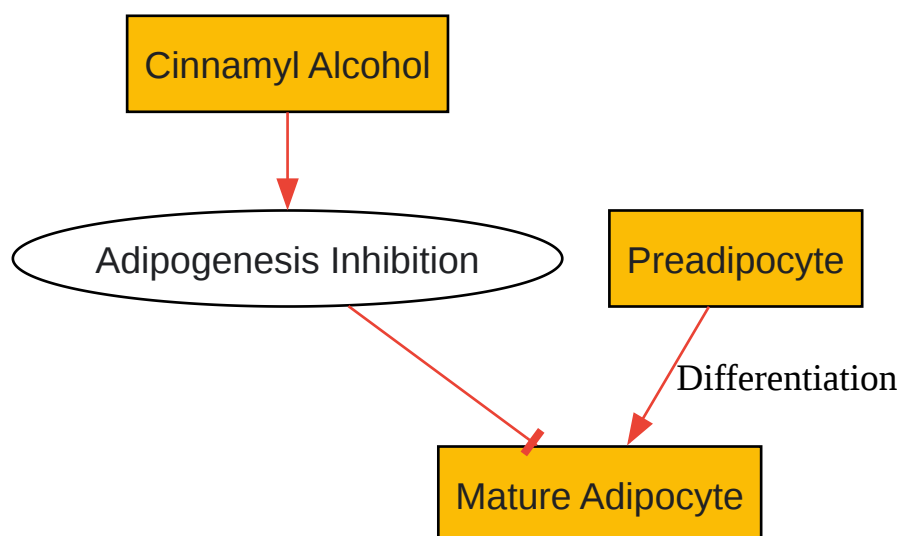 Cinnamyl Alcohol
Adipogenesis Inhibition
Preadipocyte
Differentiation
Mature Adipocyte